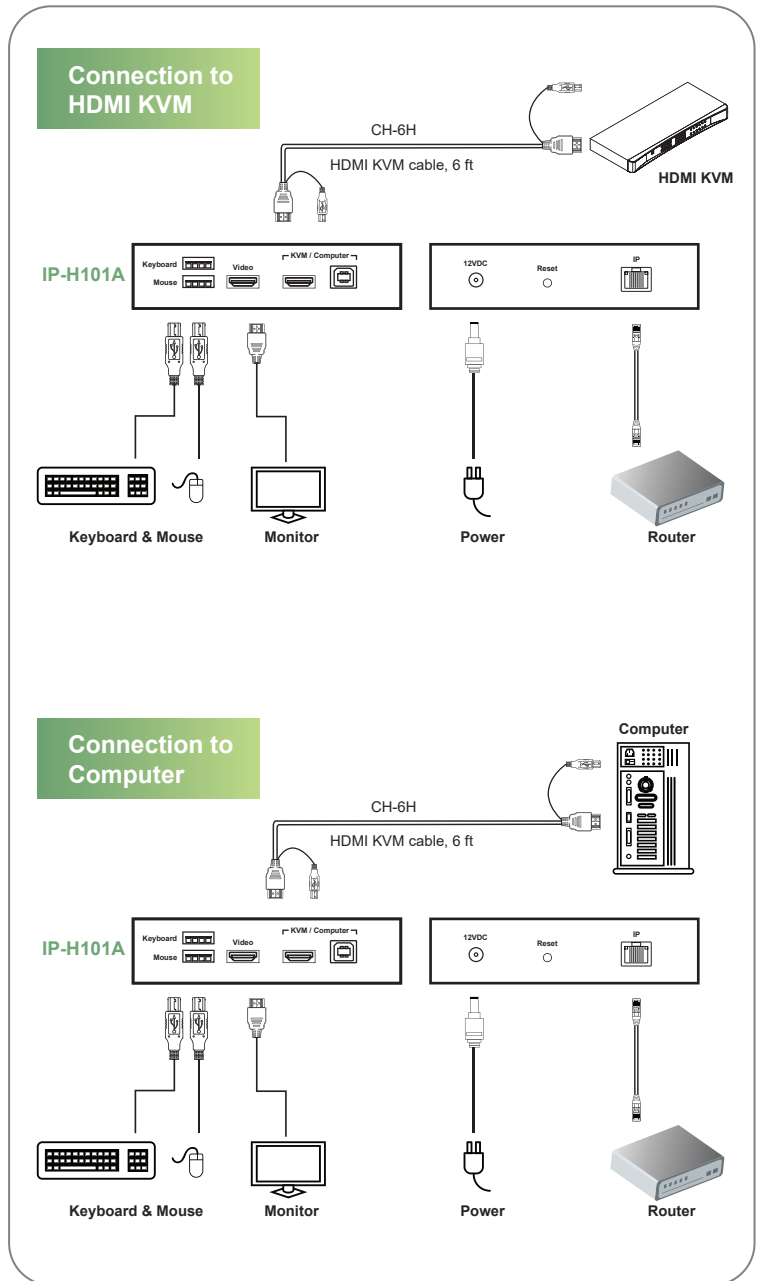 Connection to
HDMI KVM
CH-6H
HDMI KVM cable, 6 ft
HDMI KVM
IP-H101A
Keyboard
Mouse
Video
KVM / Computer
12VDC
Reset
IP
Keyboard & Mouse
Monitor
Power
Router
Connection to
Computer
Computer
CH-6H
HDMI KVM cable, 6 ft
IP-H101A
Keyboard
Mouse
Video
KVM / Computer
12VDC
Reset
IP
Keyboard & Mouse
Monitor
Power
Router